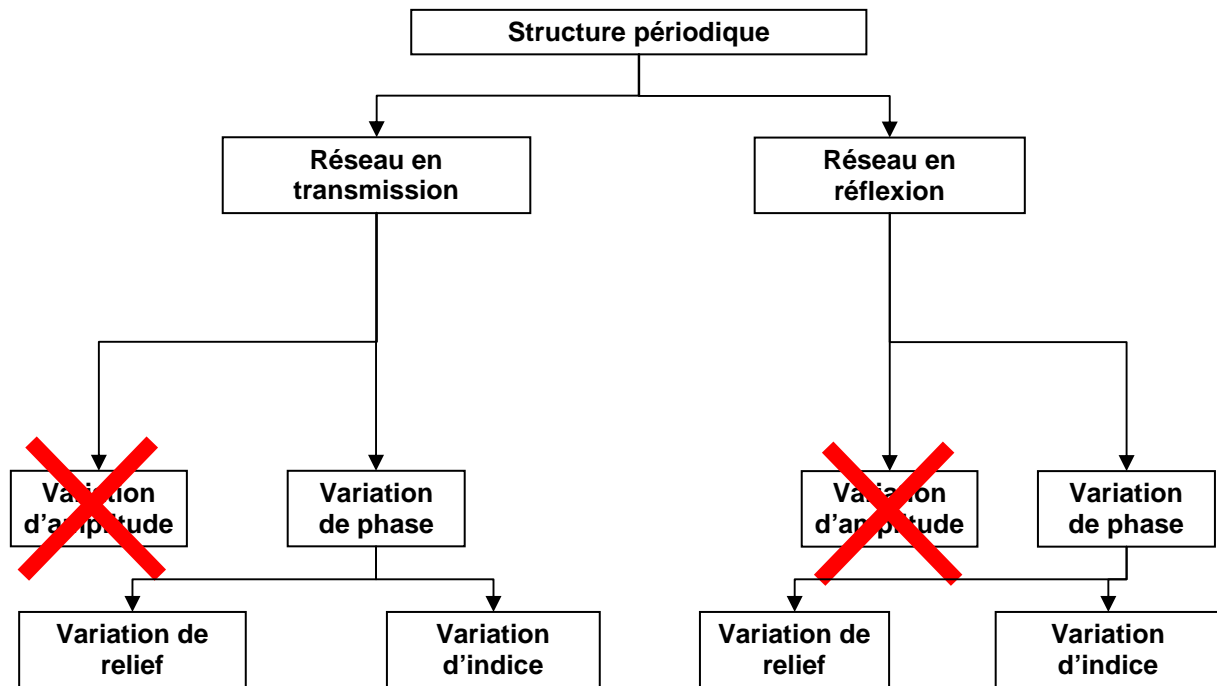 Structure périodique
Réseau en
transmission
Réseau en
réflexion
Variation
d’amplitude
Variation
de phase
Variation
d’amplitude
Variation
de phase
Variation de
relief
Variation
d’indice
Variation de
relief
Variation
d’indice